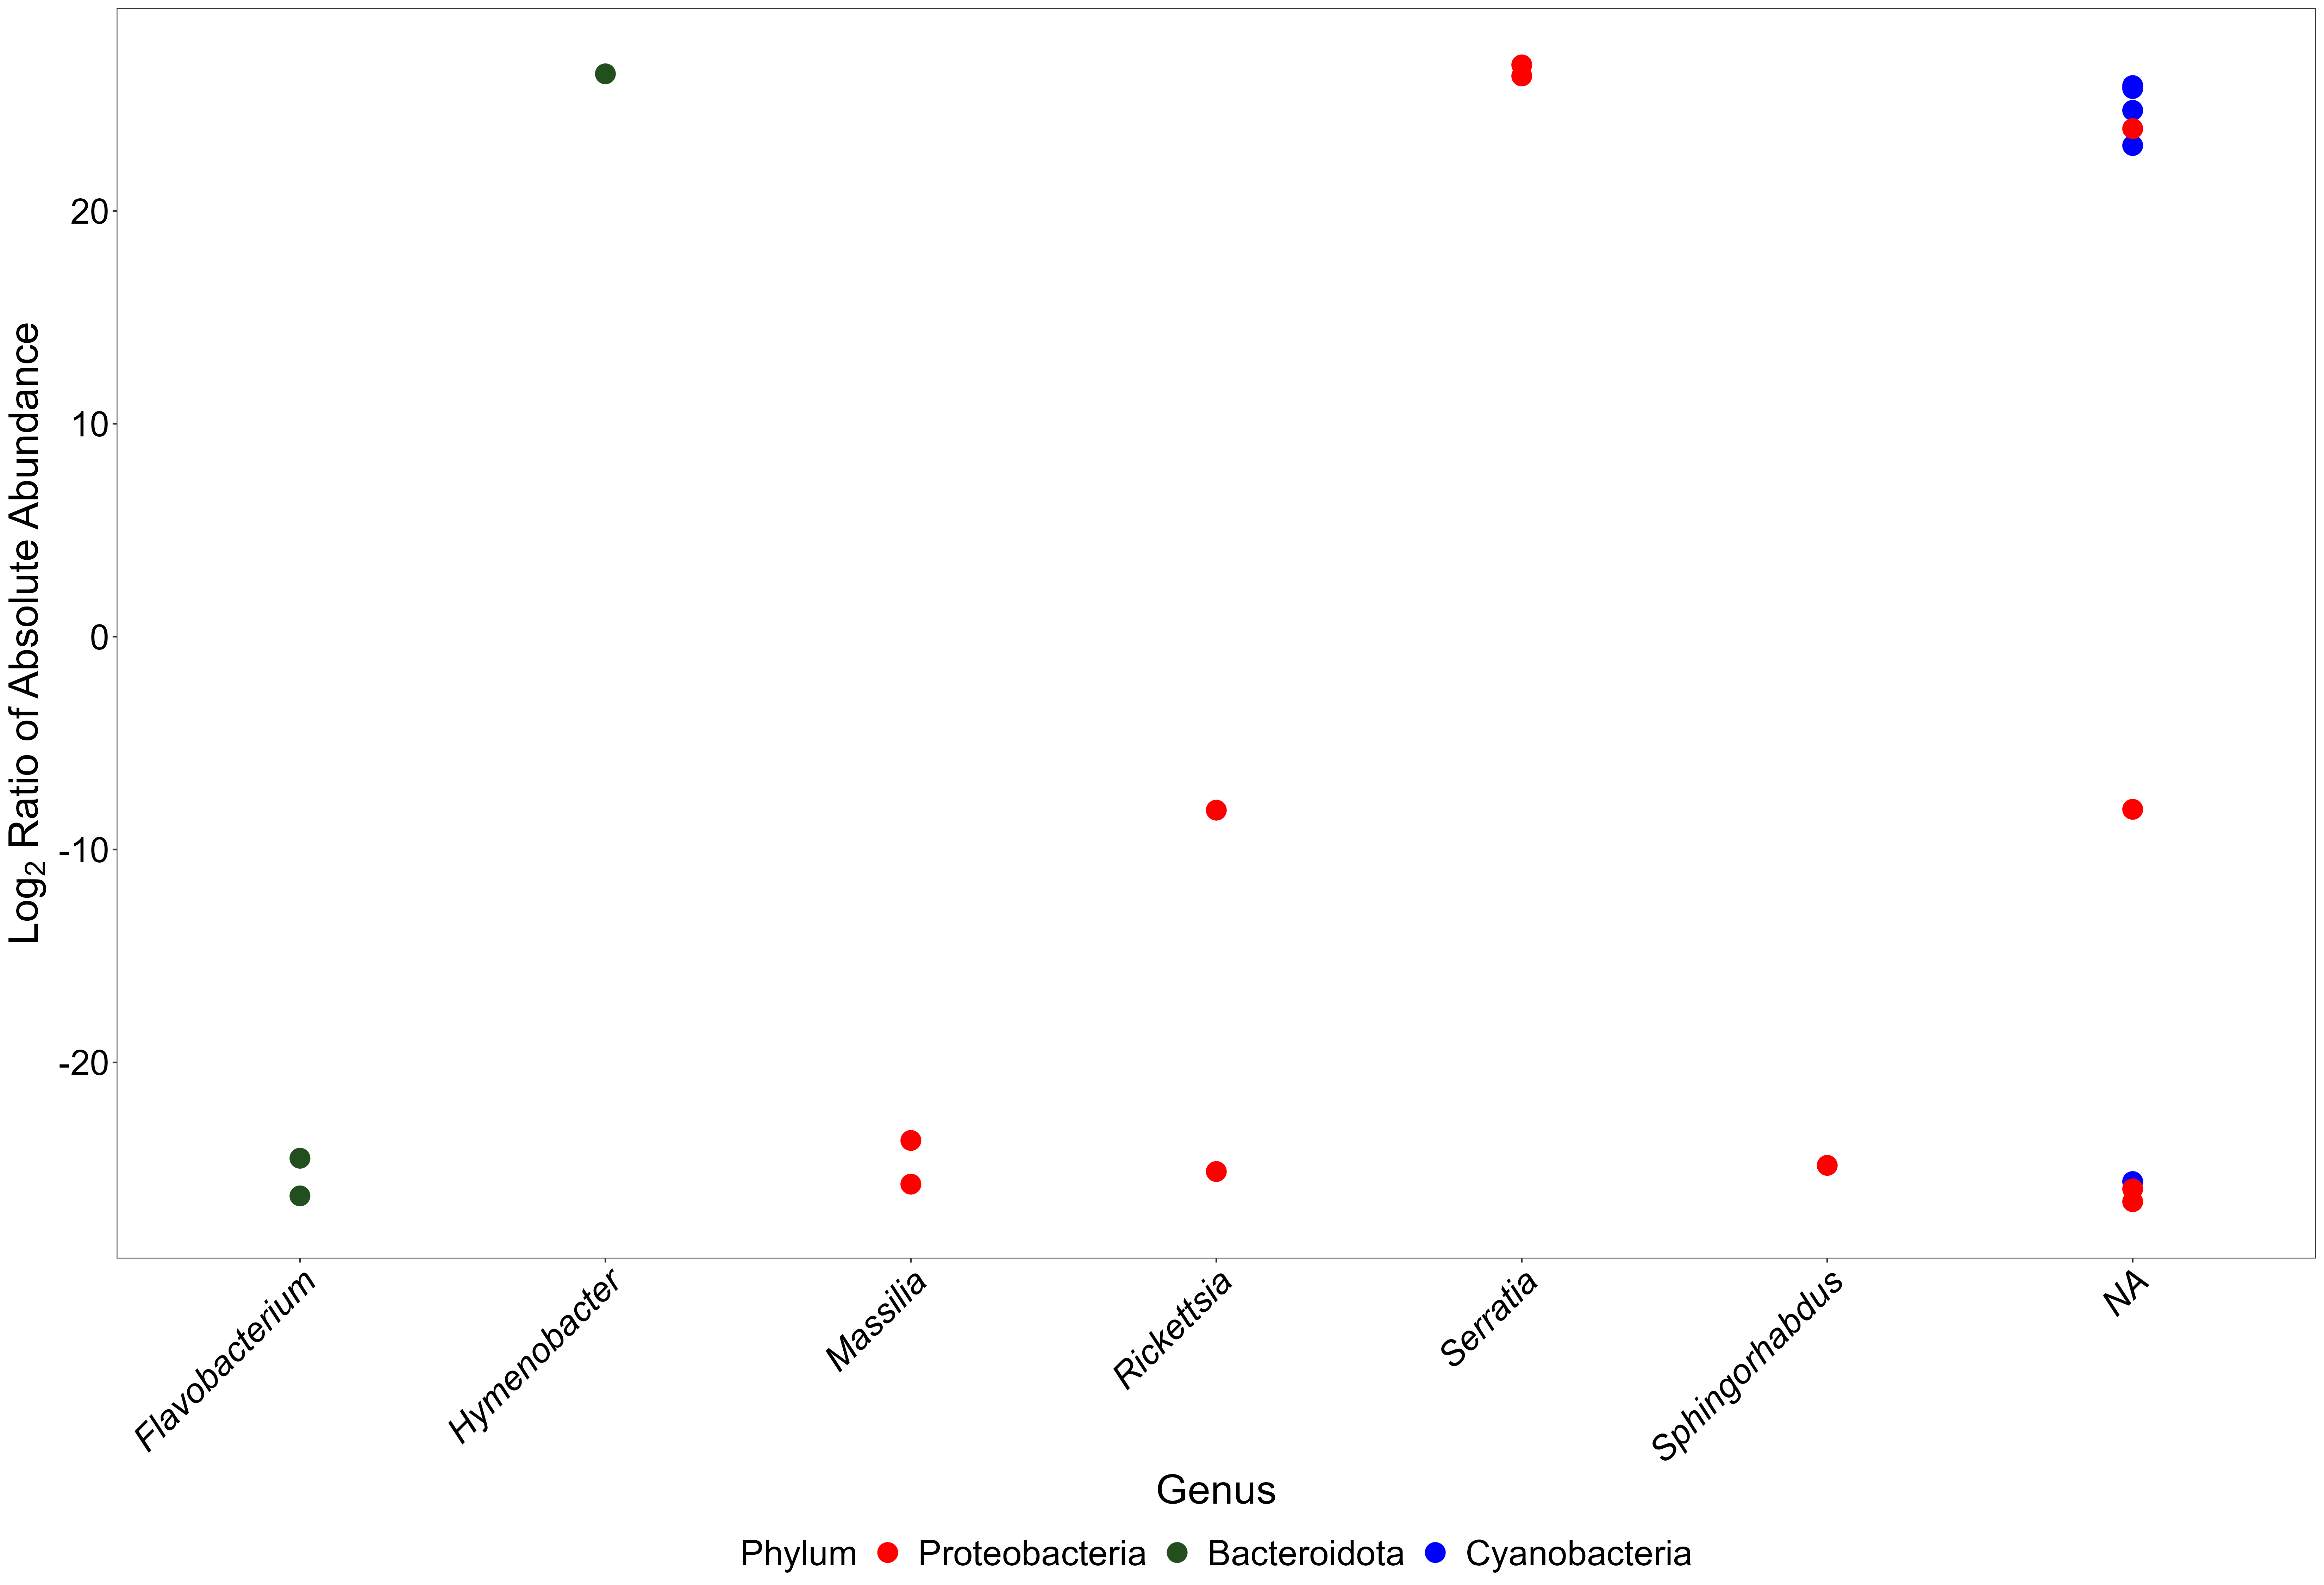 Log₂ Ratio of Absolute Abundance
20
10
0
-10
-20
Flavobacterium
Hymenobacter
Massilia
Rickettsia
Serratia
Sphingorhabdus
NA
Genus
Phylum Proteobacteria Bacteroidota Cyanobacteria